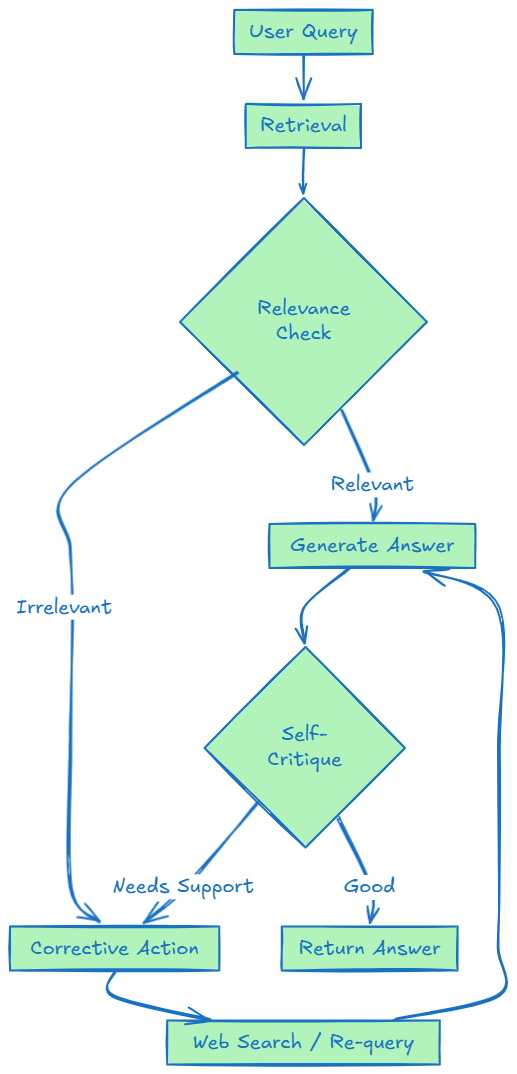 User Query
Retrieval
Relevance
Check
Relevant
Generate Answer
Irrelevant
Self-
Critique
Needs Support
Good
Corrective Action
Return Answer
Web Search / Re-query